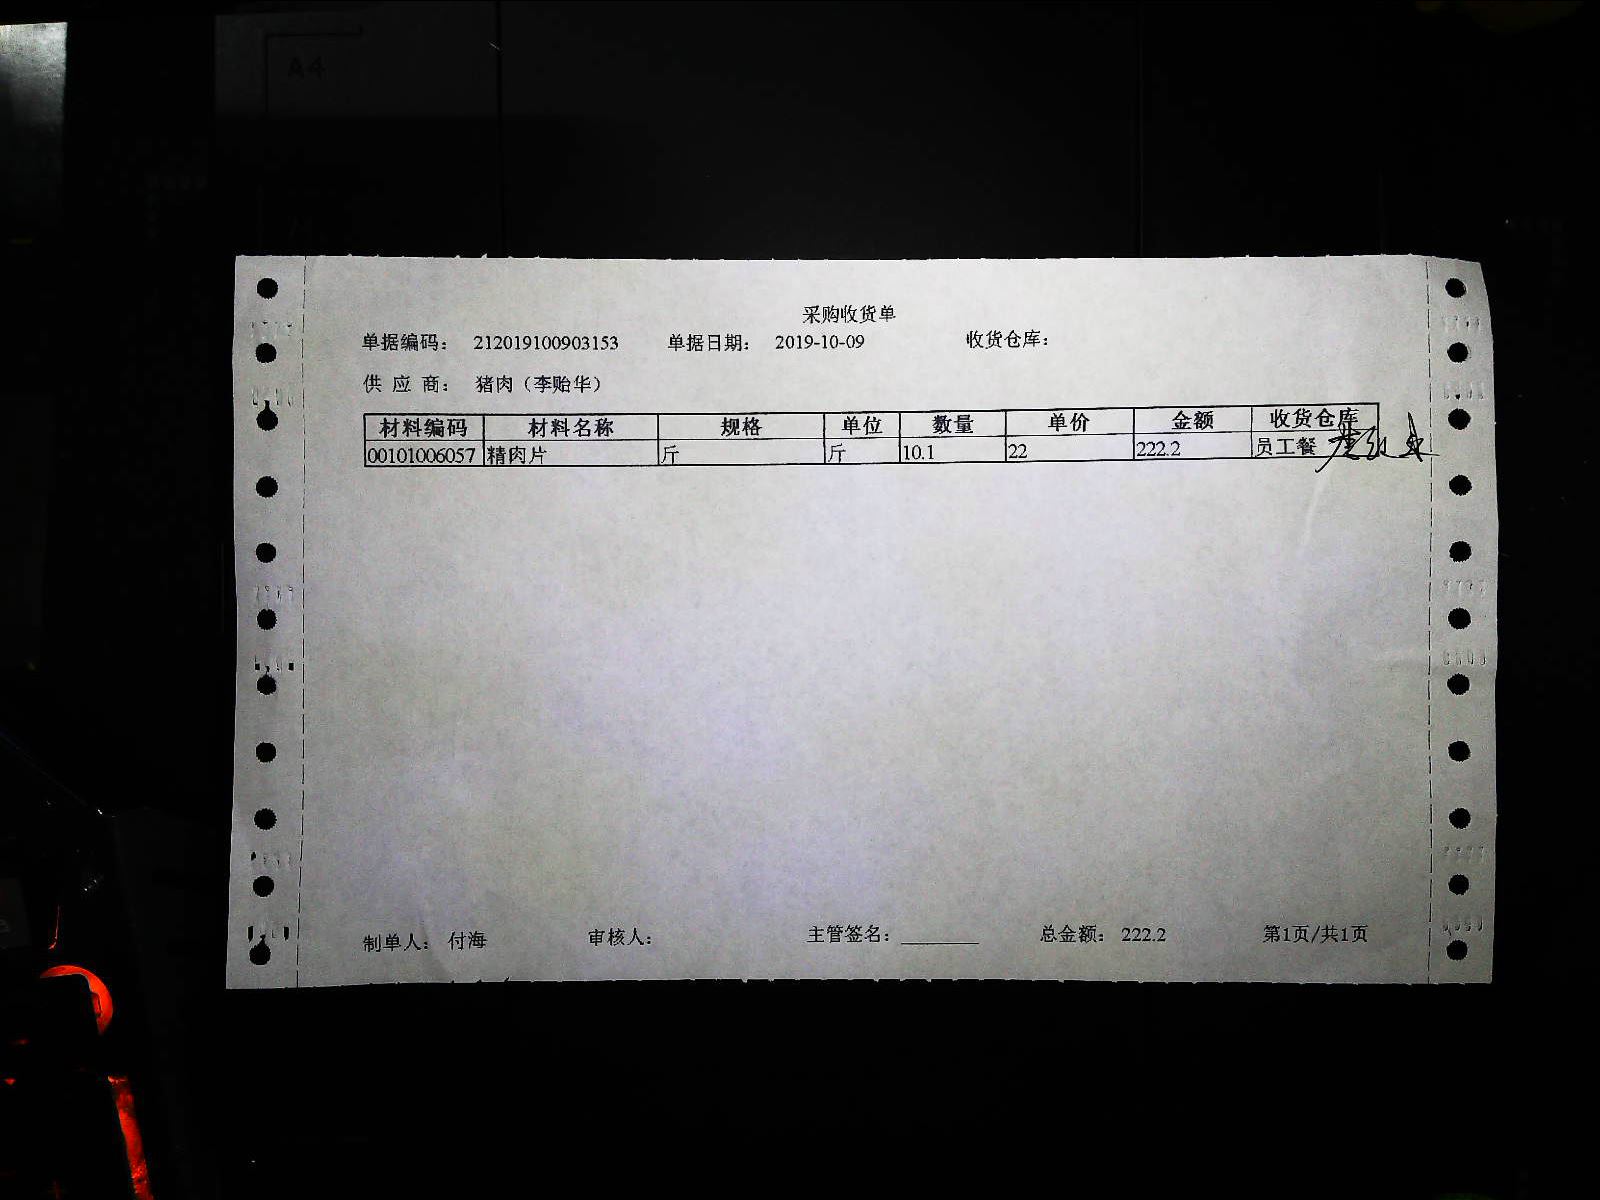 采购收货单
单据编码： 212019100903153 单据日期： 2019-10-09 收货仓库：
供 应 商： 猪肉（李贻华）
材料编码 材料名称 规格 单位 数量 单价 金额 收货仓库
00101006057 精肉片 斤 斤 10.1 22 222.2 员工餐
制单人： 付海 审核人： 主管签名： 总金额： 222.2 第1页/共1页
A4